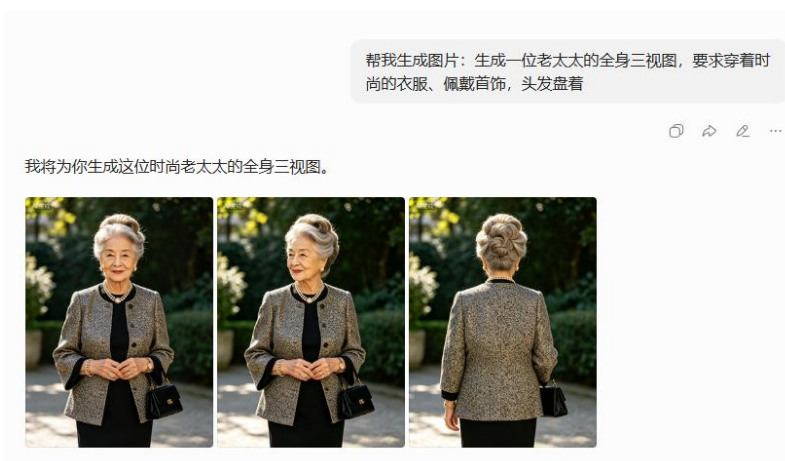 帮我生成图片：生成一位老太太的全身三视图，要求穿着时
尚的衣服、佩戴首饰，头发盘着
我将为你生成这位时尚老太太的全身三视图。